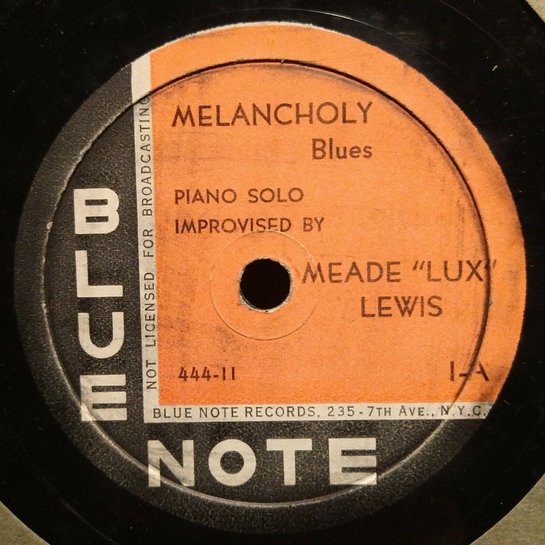 MELANCHOLY
Blues
PIANO SOLO
IMPROVISED BY
MEADE "LUX"
LEWIS
444-11 1-A
BLUE NOTE RECORDS, 235-7TH AVE., N.Y.C.
NOT LICENSED FOR BROADCASTING
BLUE
NOTE